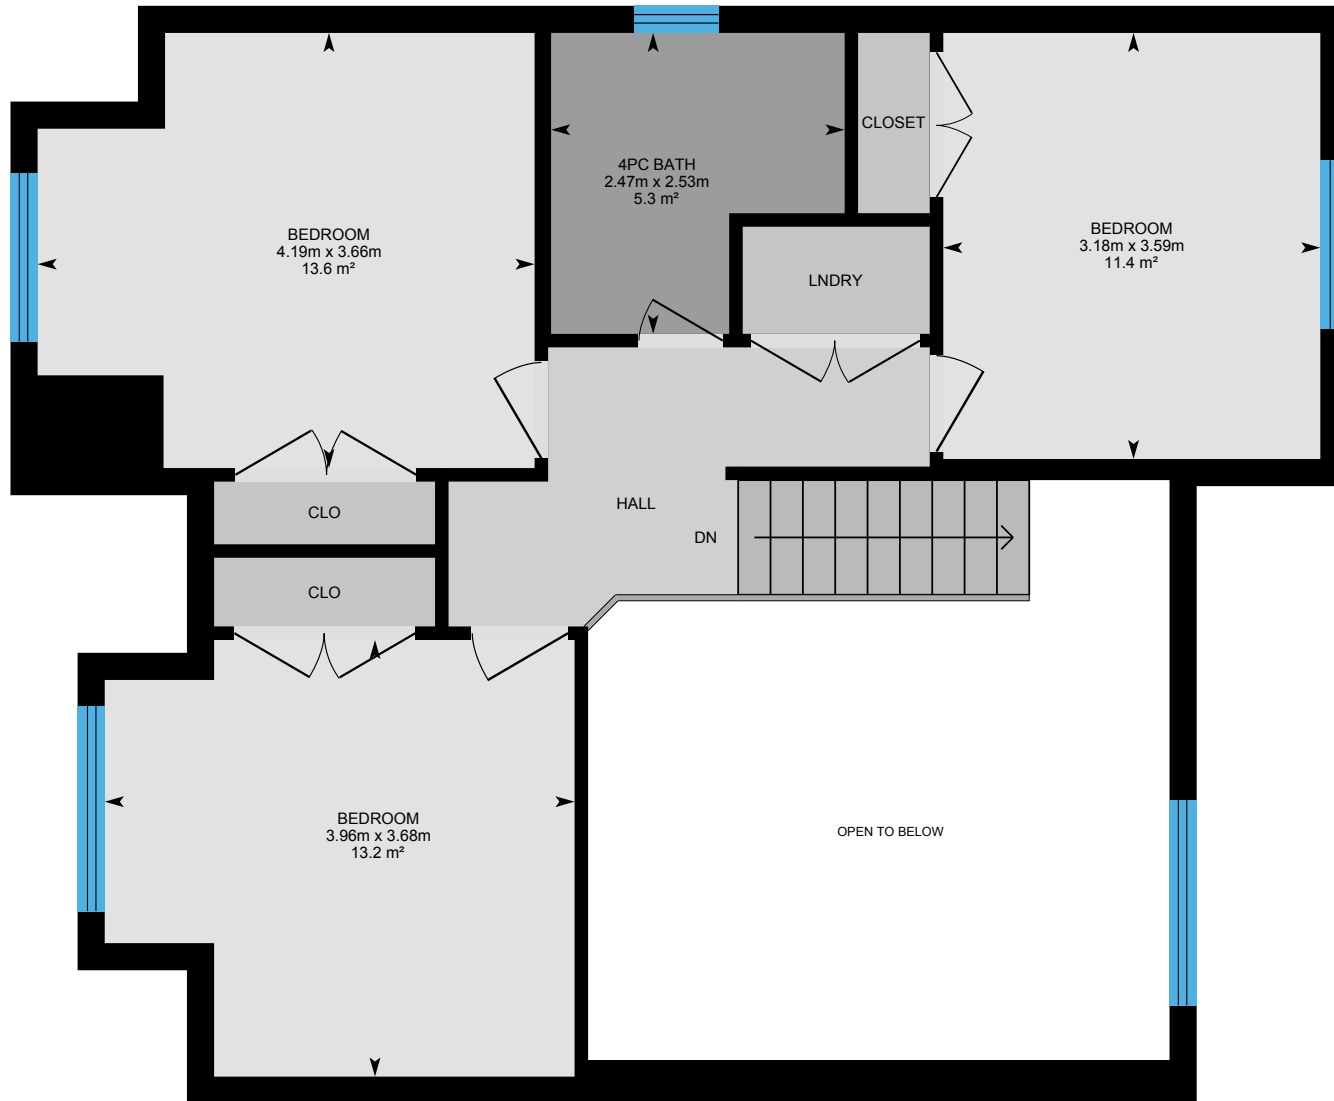 4PC BATH
2.47m x 2.53m
5.3 m²
CLOSET
BEDROOM
4.19m x 3.66m
13.6 m²
BEDROOM
3.18m x 3.59m
11.4 m²
LNDRY
HALL
DN
CLO
CLO
BEDROOM
3.96m x 3.68m
13.2 m²
OPEN TO BELOW